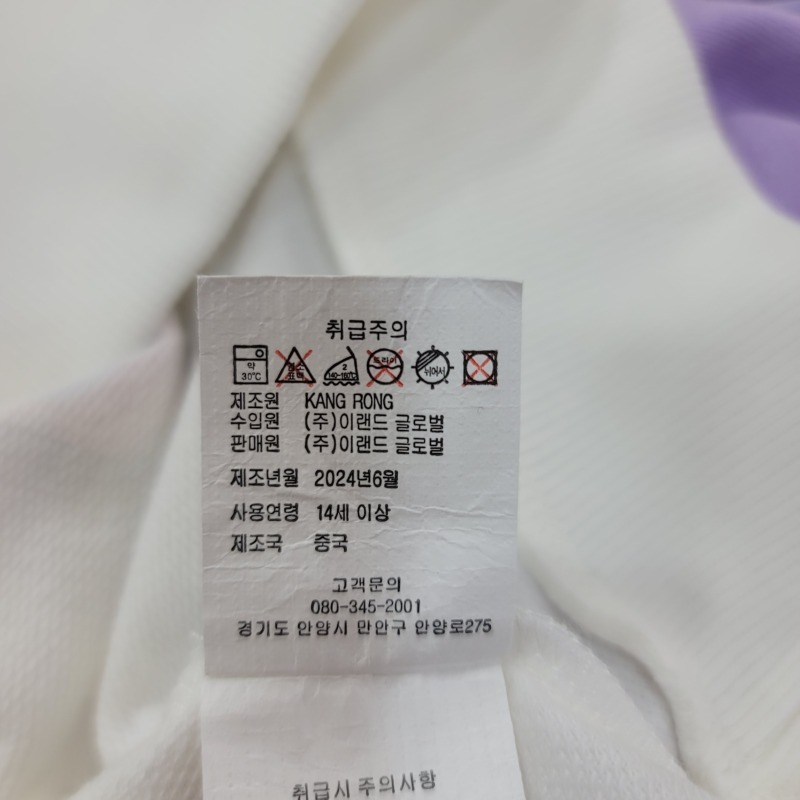 취급주의
약 30℃ 염소 표백 2 140-160℃ 드라이 뉘어서
제조원 KANG RONG
수입원 (주)이랜드 글로벌
판매원 (주)이랜드 글로벌
제조년월 2024년6월
사용연령 14세 이상
제조국 중국
고객문의
080-345-2001
경기도 안양시 만안구 안양로275
취급시 주의사항